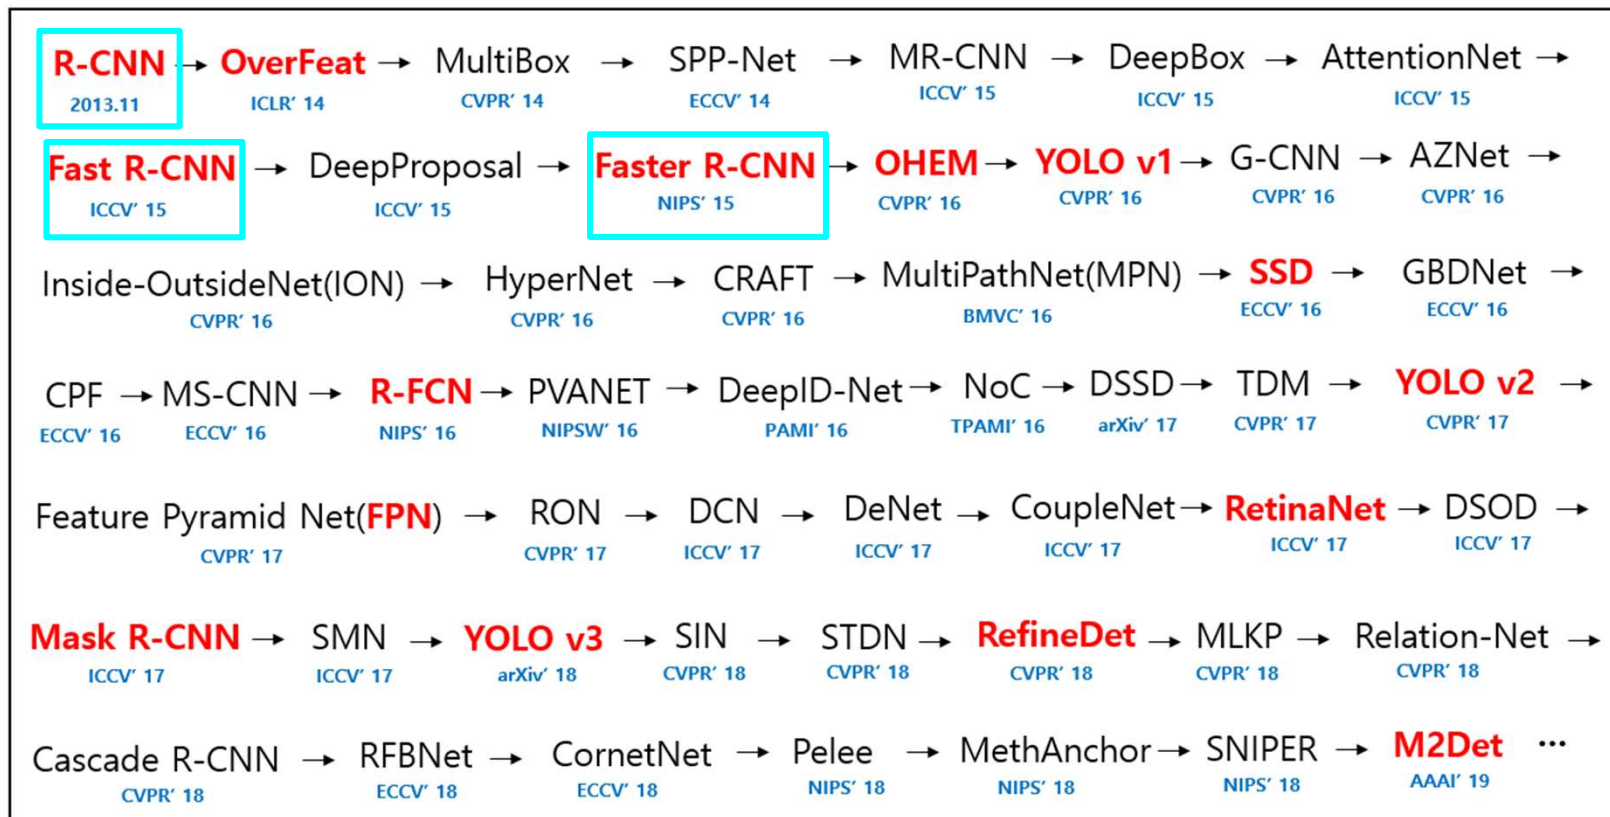 R-CNN → OverFeat → MultiBox → SPP-Net → MR-CNN → DeepBox → AttentionNet →
2013.11 ICLR’ 14 CVPR’ 14 ECCV’ 14 ICCV’ 15 ICCV’ 15 ICCV’ 15
Fast R-CNN → DeepProposal → Faster R-CNN → OHEM → YOLO v1 → G-CNN → AZNet →
ICCV’ 15 ICCV’ 15 NIPS’ 15 CVPR’ 16 CVPR’ 16 CVPR’ 16 CVPR’ 16
Inside-OutsideNet(ION) → HyperNet → CRAFT → MultiPathNet(MPN) → SSD → GBDNet →
CVPR’ 16 CVPR’ 16 CVPR’ 16 BMVC’ 16 ECCV’ 16 ECCV’ 16
CPF → MS-CNN → R-FCN → PVANET → DeepID-Net → NoC → DSSD → TDM → YOLO v2 →
ECCV’ 16 ECCV’ 16 NIPS’ 16 NIPSW’ 16 PAMI’ 16 TPAMI’ 16 arXiv’ 17 CVPR’ 17 CVPR’ 17
Feature Pyramid Net(FPN) → RON → DCN → DeNet → CoupleNet → RetinaNet → DSOD →
CVPR’ 17 CVPR’ 17 ICCV’ 17 ICCV’ 17 ICCV’ 17 ICCV’ 17 ICCV’ 17
Mask R-CNN → SMN → YOLO v3 → SIN → STDN → RefineDet → MLKP → Relation-Net →
ICCV’ 17 ICCV’ 17 arXiv’ 18 CVPR’ 18 CVPR’ 18 CVPR’ 18 CVPR’ 18 CVPR’ 18
Cascade R-CNN → RFBNet → CornetNet → Pelee → MethAnchor → SNIPER → M2Det ...
CVPR’ 18 ECCV’ 18 ECCV’ 18 NIPS’ 18 NIPS’ 18 NIPS’ 18 AAAI’ 19